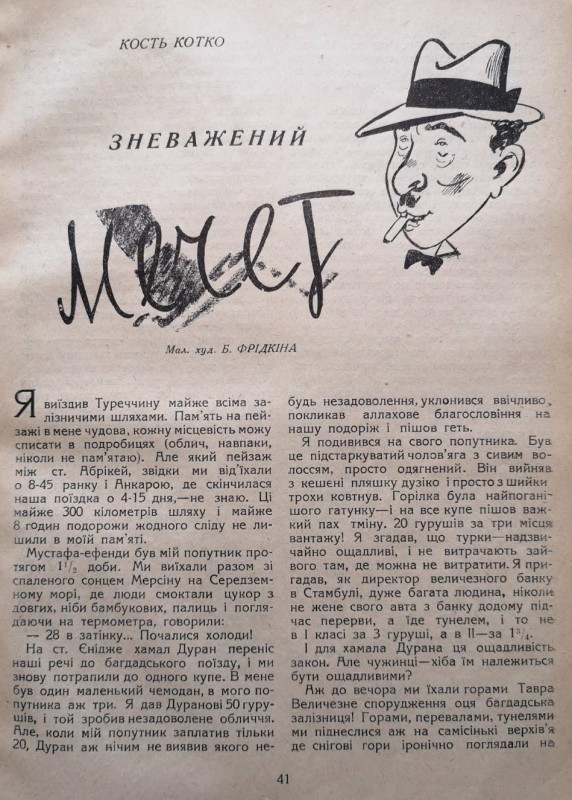 КОСТЬ КОТКО
ЗНЕВАЖЕНИЙ
МЕЧЕТ
Мал. худ. Б. ФРІДКІНА
Я виїздив Туреччину майже всіма за-
лізничими шляхами. Пам'ять на пей-
зажі в мене чудова, кожну місцевість можу
списати в подробицях (облич, навпаки,
ніколи не пам'ятаю). Але який пейзаж
між ст. Абрікей, звідки ми від'їхали
о 8-45 ранку і Анкарою, де скінчилася
наша поїздка о 4-15 дня,—не знаю. Ці
майже 300 кілометрів шляху і майже
8 годин подорожи жодного сліду не ли-
шили в моїй пам'яті.
Мустафа-ефенди був мій попутник про-
тягом 1½ доби. Ми виїхали разом зі
спаленого сонцем Мерсіну на Середзем-
ному морі, де люди смоктали цукор з
довгих, ніби бамбукових, палиць і погля-
даючи на термометра, говорили:
— 28 в затінку... Почалися холоди!
На ст. Єнідже хамал Дуран переніс
наші речі до багдадського поїзду, і ми
знову потрапили до одного купе. В мене
був один маленький чемодан, в мого по-
путника аж три. Я дав Дуранові 50 гуру-
шів, і той зробив незадоволене обличчя.
Але, коли мій попутник заплатив тільки
20, Дуран аж нічим не виявив якого не-
будь незадоволення, уклонився ввічливо,
покликав аллахове благословіння на
нашу подоріж і пішов геть.
Я подивився на свого попутника. Був
це підстаркуватий чолов'яга з сивим во-
лоссям, просто одягнений. Він вийняв
з кешені пляшку дузіко і просто з шийки
трохи ковтнув. Горілка була найпогані-
шого гатунку—і на все купе пішов важ-
кий пах тміну. 20 гурушів за три місця
вантажу! Я згадав, що турки—надзви-
чайно ощадливі, і не витрачають зай-
вого там, де можна не витратити. Я при-
гадав, як директор величезного банку
в Стамбулі, дуже багата людина, ніколи
не жене свого авта з банку додому під-
час перерви, а їде тунелем, і то не
в І класі за 3 гуруші, а в ІІ—за 1¾.
І для хамала Дурана ця ощадливість
закон. Але чужинці—хіба їм належиться
бути ощадливими?
Аж до вечора ми їхали горами Тавра
Величезне спорудження оця багдадська
залізниця! Горами, перевалами, тунелями
ми піднеслися аж на самісінькі верхів'я
де снігові гори іронічно поглядали на
41